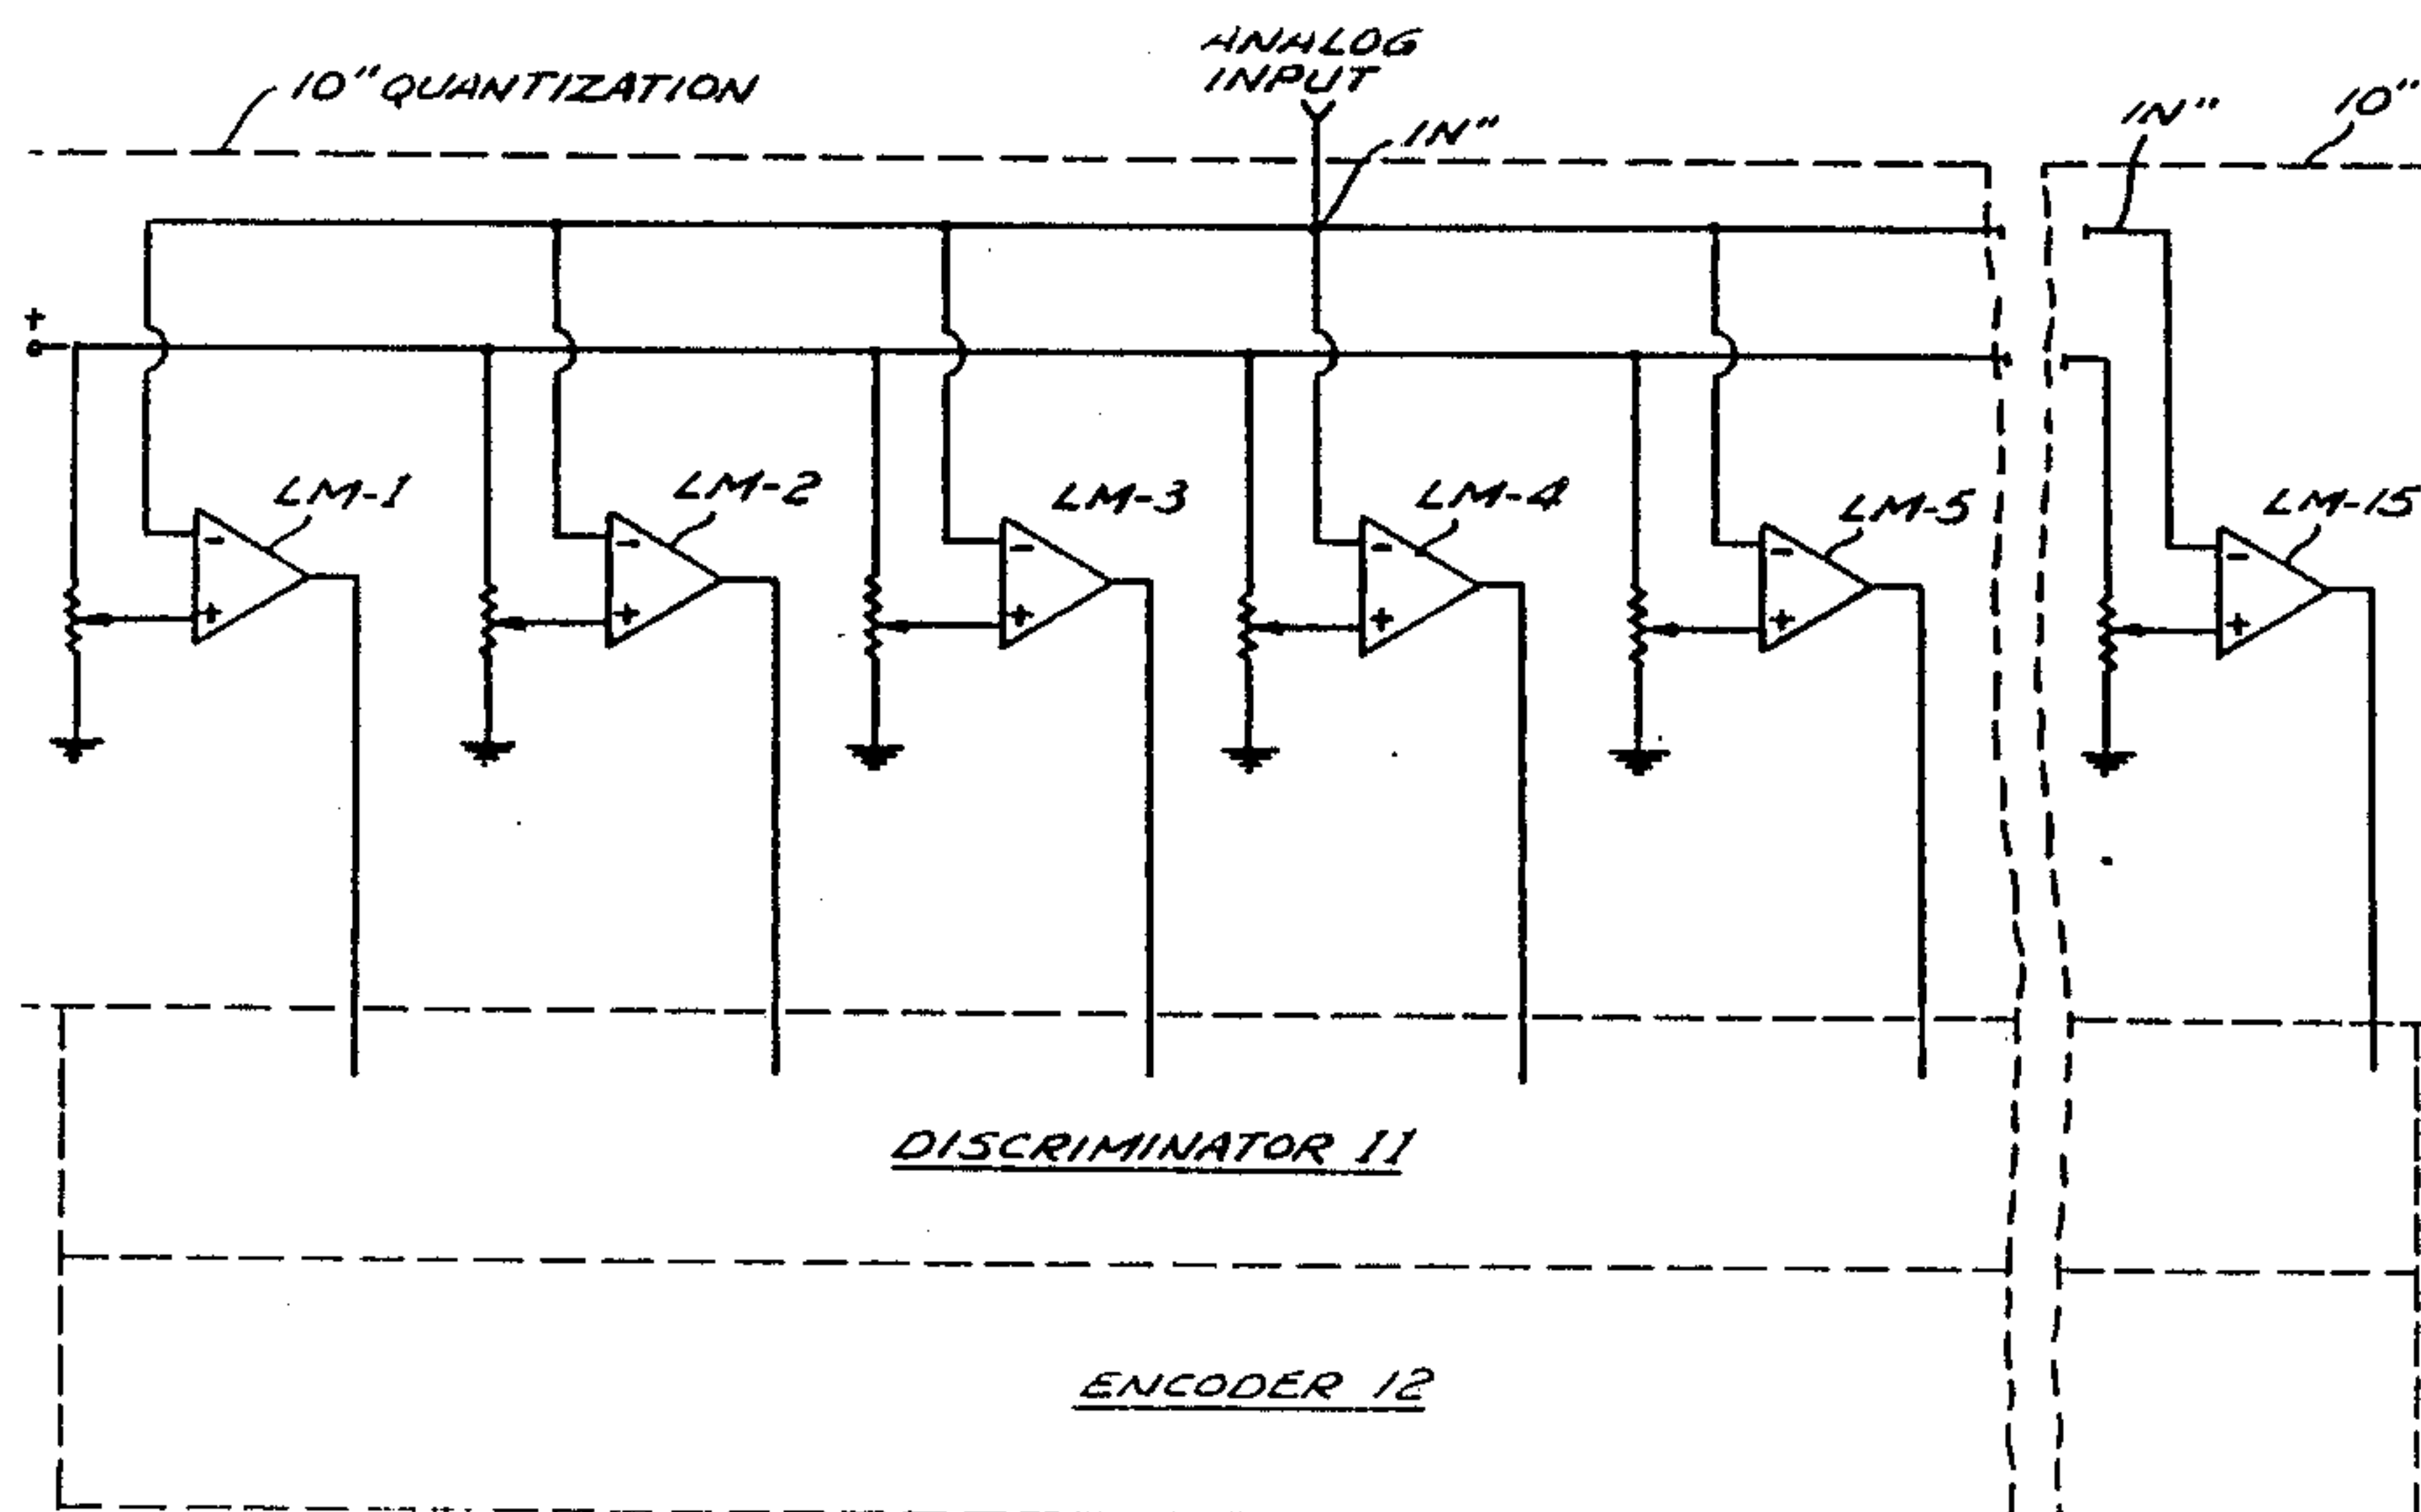 ANALOG
INPUT
10" QUANTIZATION
IN"
IN"
10"
+
LM-1
LM-2
LM-3
LM-4
LM-5
LM-15
- - - - - -
+ + + + + +
DISCRIMINATOR 11
ENCODER 12